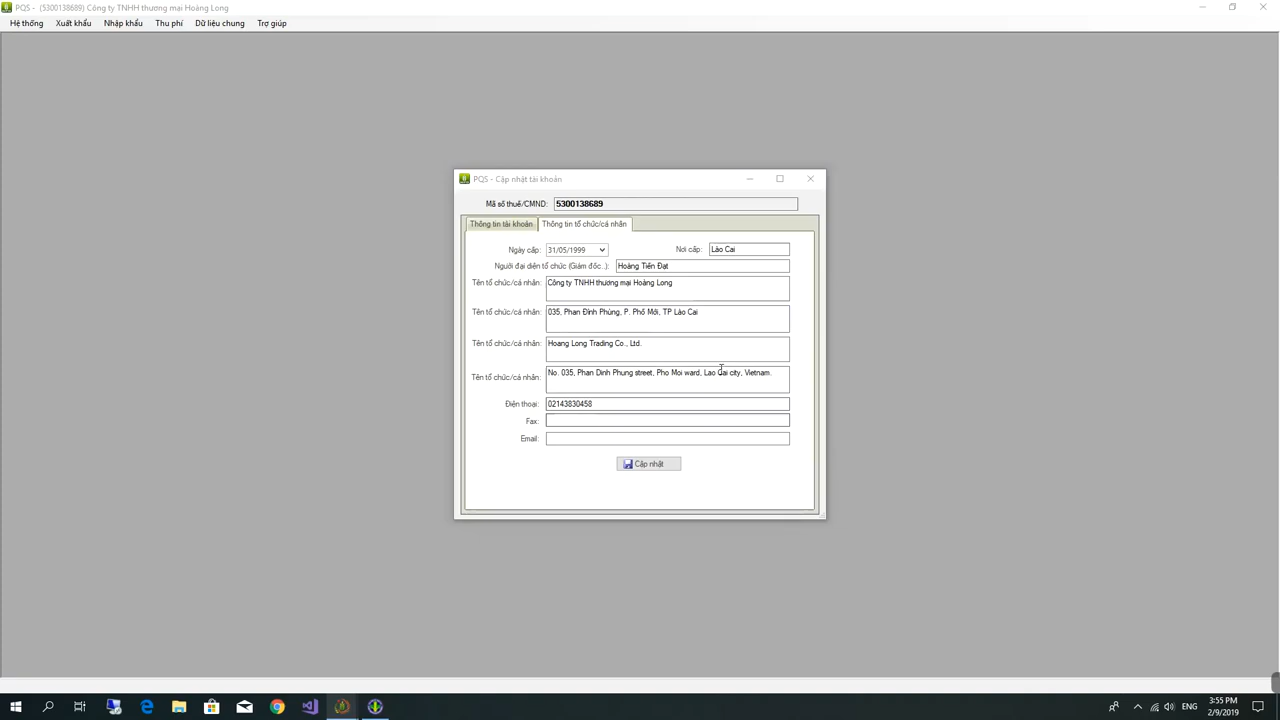 PQS - (5300138689) Công ty TNHH thương mại Hoàng Long
Hệ thống Xuất khẩu Nhập khẩu Thu phí Dữ liệu chung Trợ giúp
PQS - Cập nhật tài khoản
Mã số thuế/CMND: 5300138689
Thông tin tài khoản Thông tin tổ chức/cá nhân
Ngày cấp: 31/05/1999 Nơi cấp: Lào Cai
Người đại diện tổ chức (Giám đốc ..): Hoàng Tiến Đạt
Tên tổ chức/cá nhân: Công ty TNHH thương mại Hoàng Long
Tên tổ chức/cá nhân: 035, Phan Đình Phùng, P. Phố Mới, TP Lào Cai
Tên tổ chức/cá nhân: Hoang Long Trading Co., Ltd.
Tên tổ chức/cá nhân: No. 035, Phan Dinh Phung street, Pho Moi ward, Lao Cai city, Vietnam.
Điện thoại: 02143830458
Fax:
Email:
Cập nhật
ENG
3:55 PM
2/9/2019